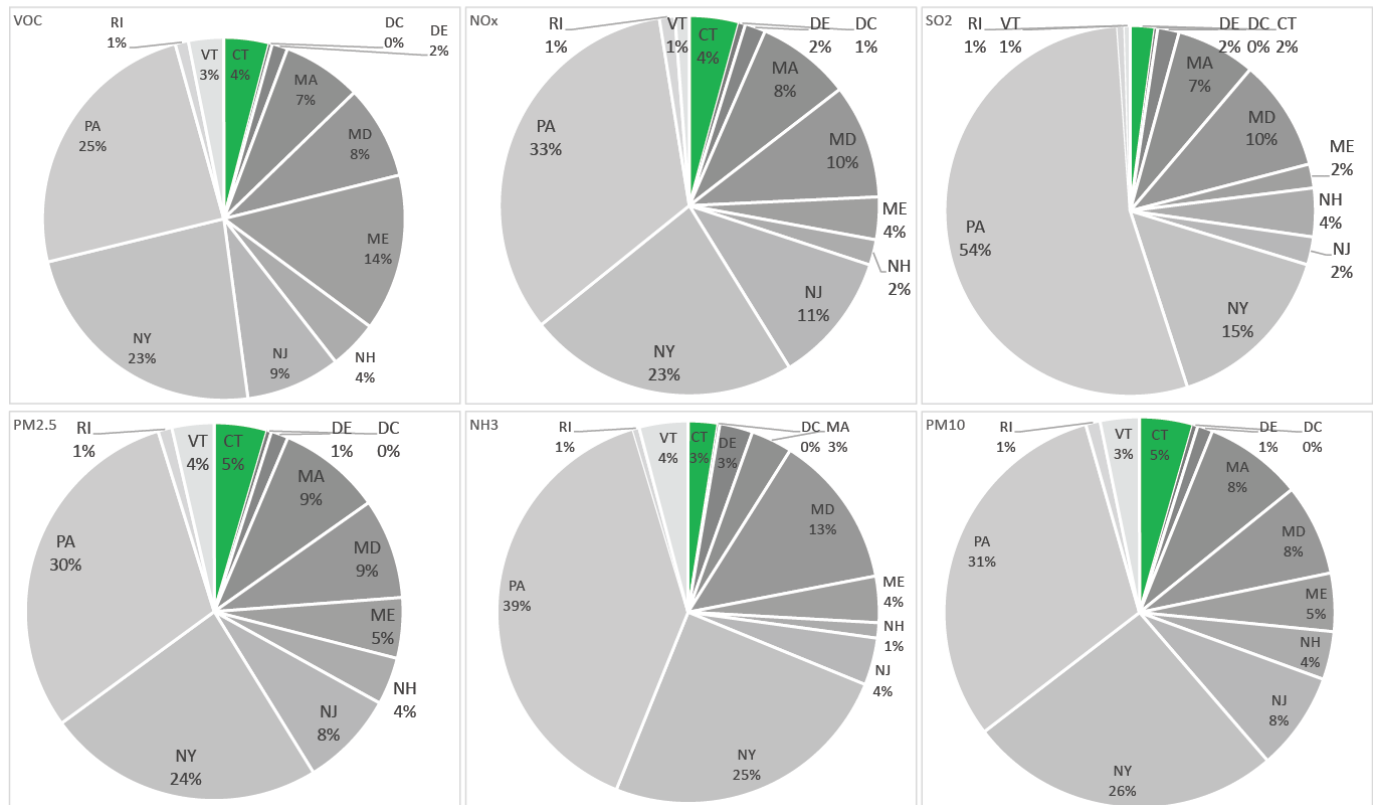 VOC
RI
1%
VT
3%
CT
4%
DC
0%
DE
2%
MA
7%
MD
8%
ME
14%
NH
4%
NJ
9%
NY
23%
PA
25%
NOx
RI
1%
VT
1%
CT
4%
DE
2%
DC
1%
MA
8%
MD
10%
ME
4%
NH
2%
NJ
11%
NY
23%
PA
33%
SO2
RI
1%
VT
1%
DE
2%
DC
0%
CT
2%
MA
7%
MD
10%
ME
2%
NH
4%
NJ
2%
NY
15%
PA
54%
PM2.5
RI
1%
VT
4%
CT
5%
DE
1%
DC
0%
MA
9%
MD
9%
ME
5%
NH
4%
NJ
8%
NY
24%
PA
30%
NH3
RI
1%
VT
4%
CT
3%
DE
3%
DC
0%
MA
3%
MD
13%
ME
4%
NH
1%
NJ
4%
NY
25%
PA
39%
PM10
RI
1%
VT
3%
CT
5%
DE
1%
DC
0%
MA
8%
MD
8%
ME
5%
NH
4%
NJ
8%
NY
26%
PA
31%